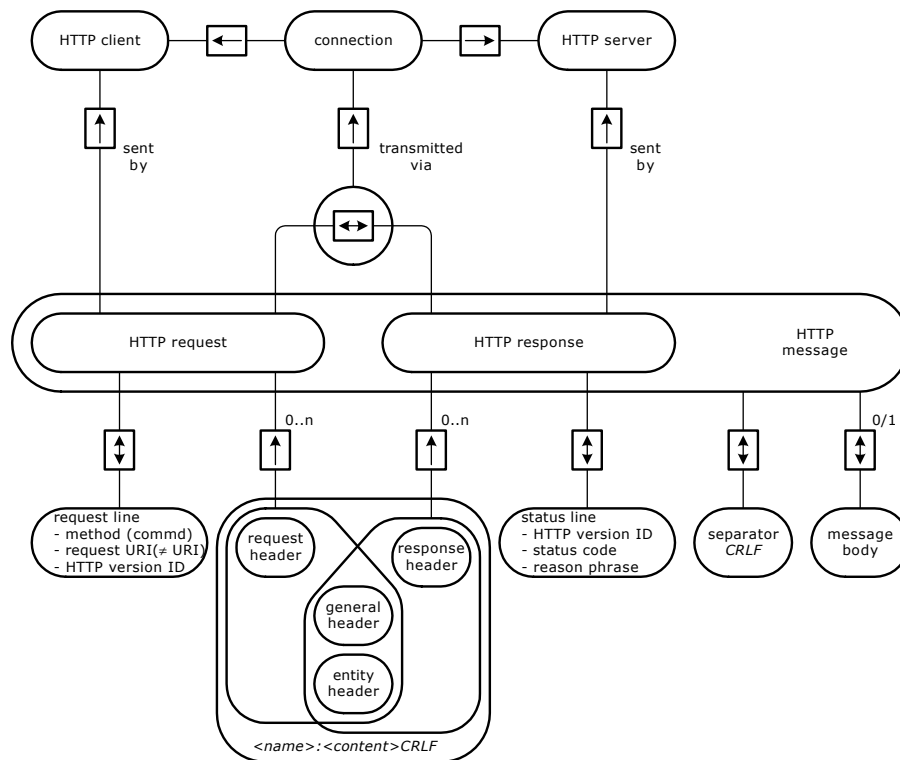 HTTP client
connection
HTTP server
sent
by
transmitted
via
sent
by
HTTP request
HTTP response
HTTP
message
0..n
0..n
0/1
request line
- method (commd)
- request URI(≠ URI)
- HTTP version ID
request
header
response
header
status line
- HTTP version ID
- status code
- reason phrase
separator
CRLF
message
body
general
header
entity
header
<name>:<content>CRLF